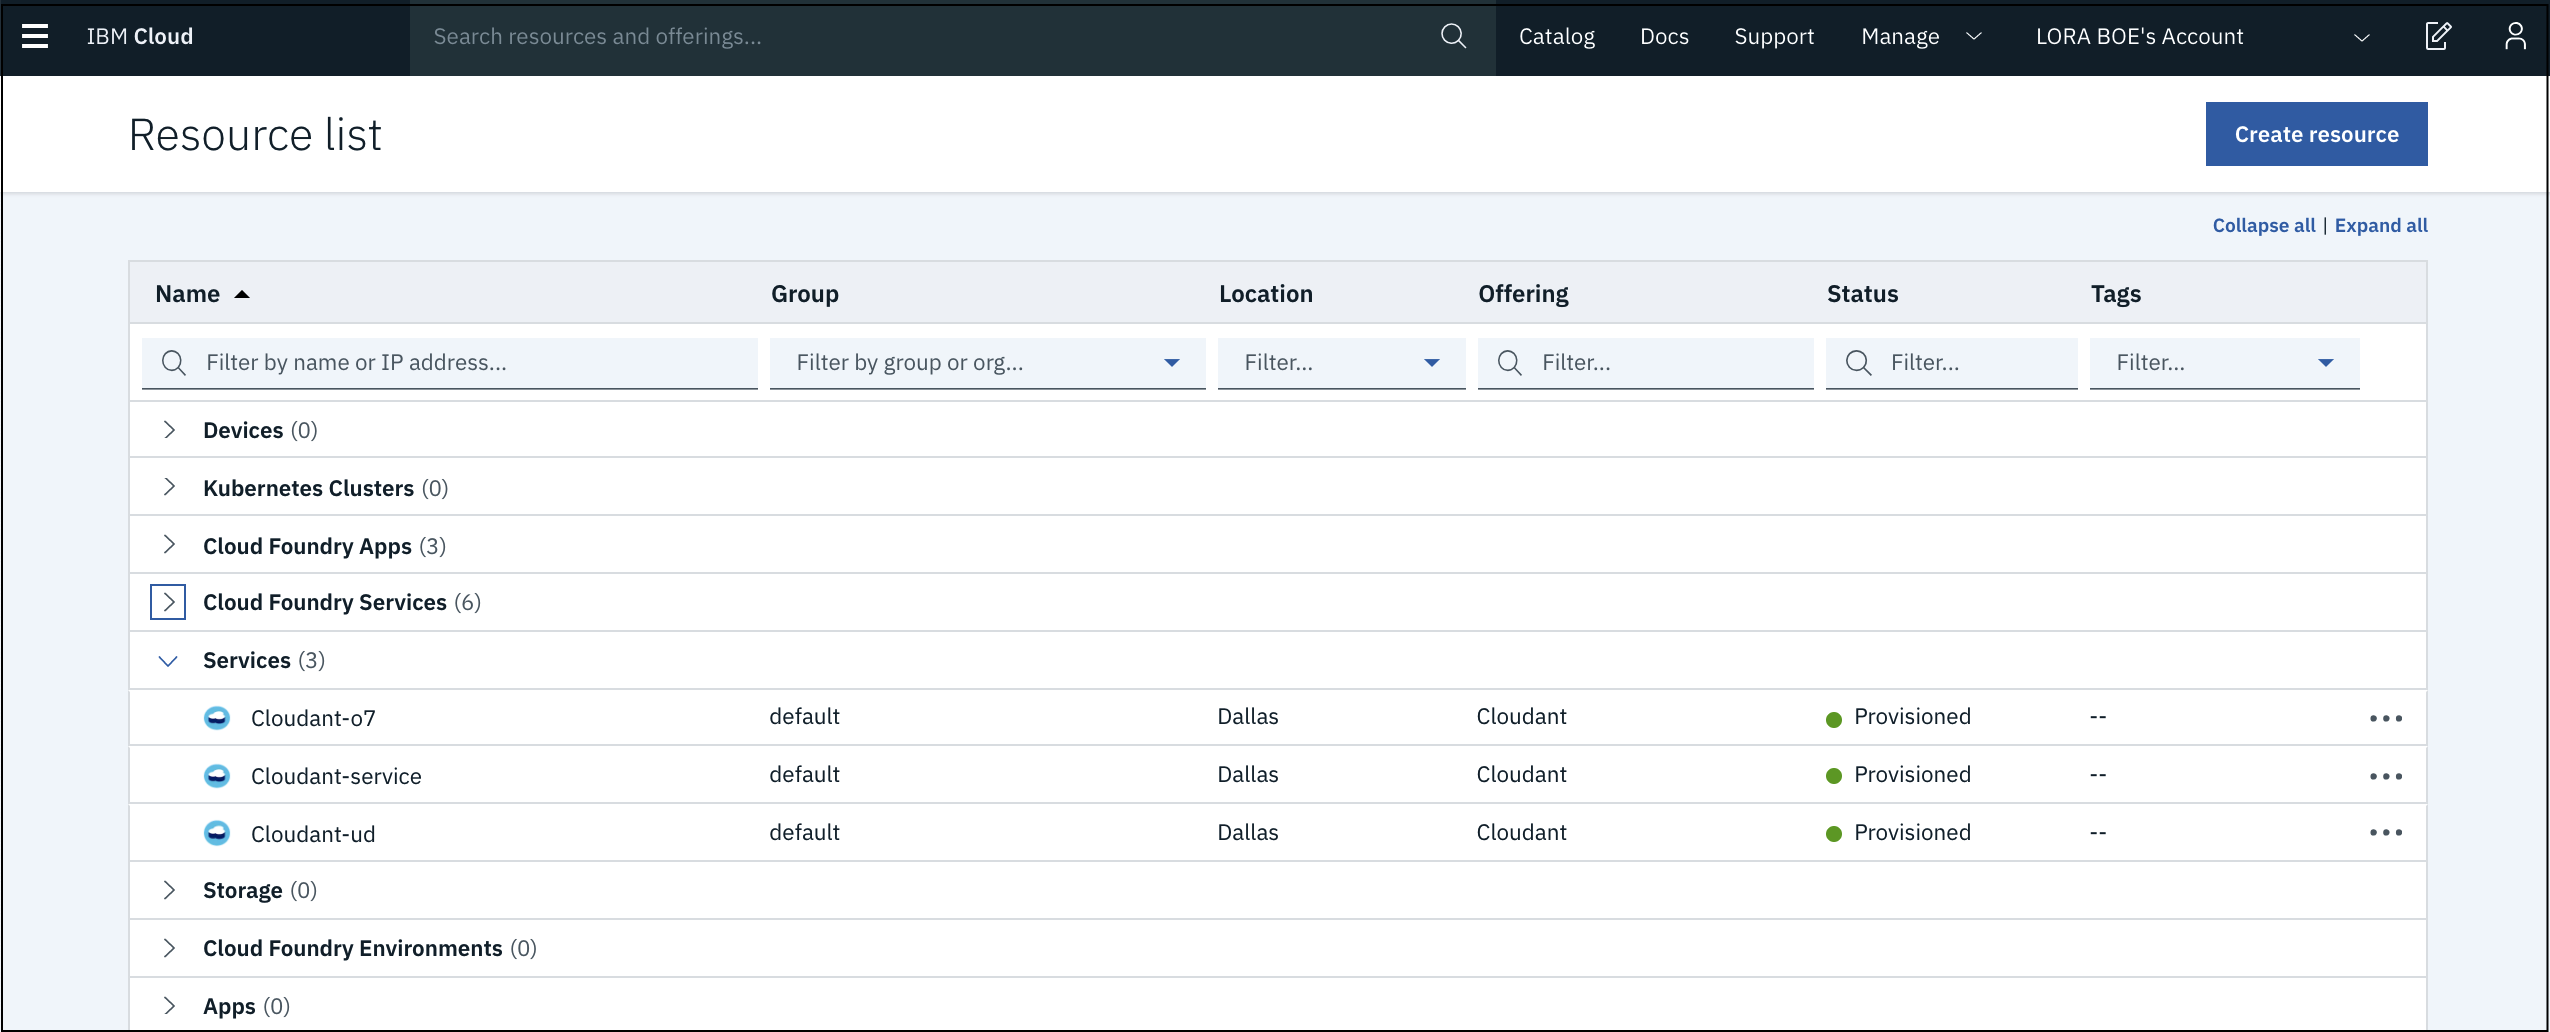 IBM Cloud Search resources and offerings... Catalog Docs Support Manage LORA BOE's Account
Resource list Create resource
Collapse all | Expand all
Name Group Location Offering Status Tags
Filter by name or IP address... Filter by group or org... Filter... Filter... Filter... Filter...
Devices (0)
Kubernetes Clusters (0)
Cloud Foundry Apps (3)
Cloud Foundry Services (6)
Services (3)
Cloudant-o7 default Dallas Cloudant Provisioned --
Cloudant-service default Dallas Cloudant Provisioned --
Cloudant-ud default Dallas Cloudant Provisioned --
Storage (0)
Cloud Foundry Environments (0)
Apps (0)